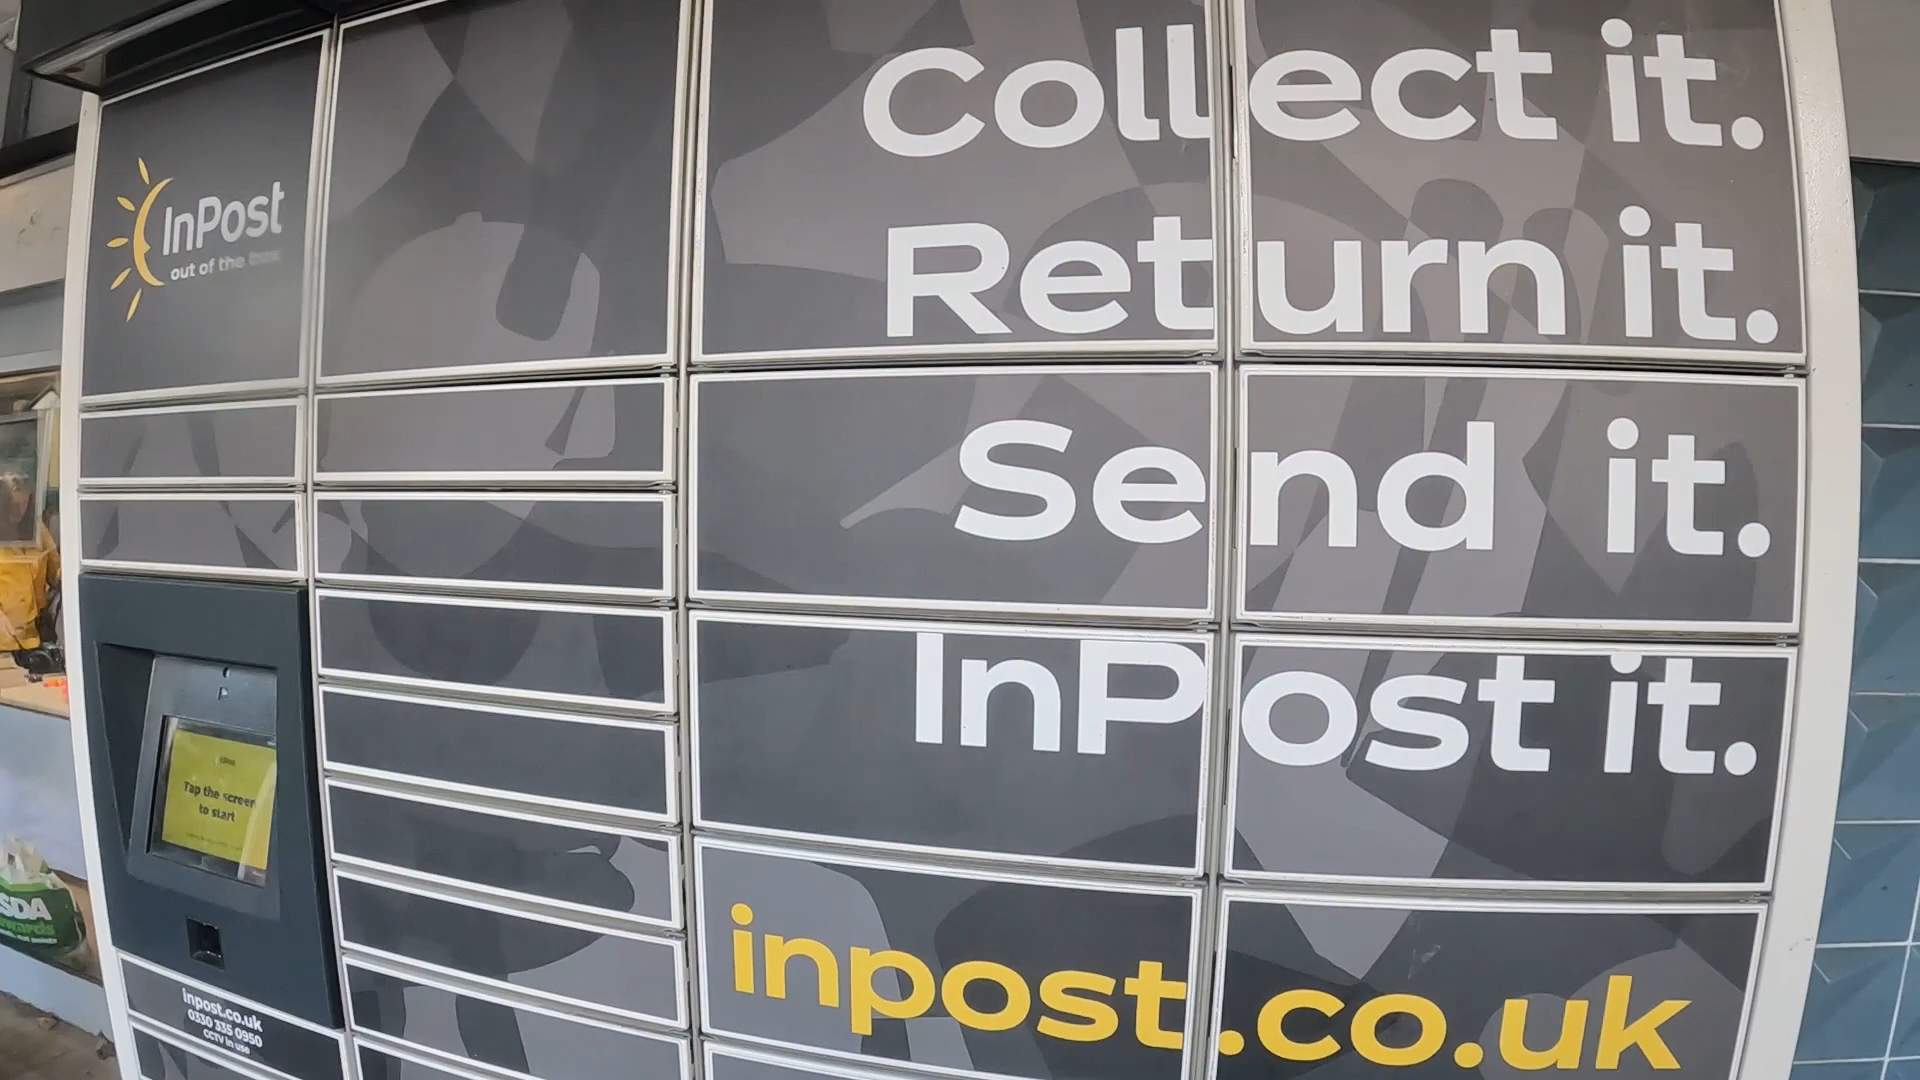 Collect it.
Return it.
Send it.
InPost it.
inpost.co.uk
InPost
out of the box
Tap the screen
to start
inpost.co.uk
0330 335 0950
CCTV in use